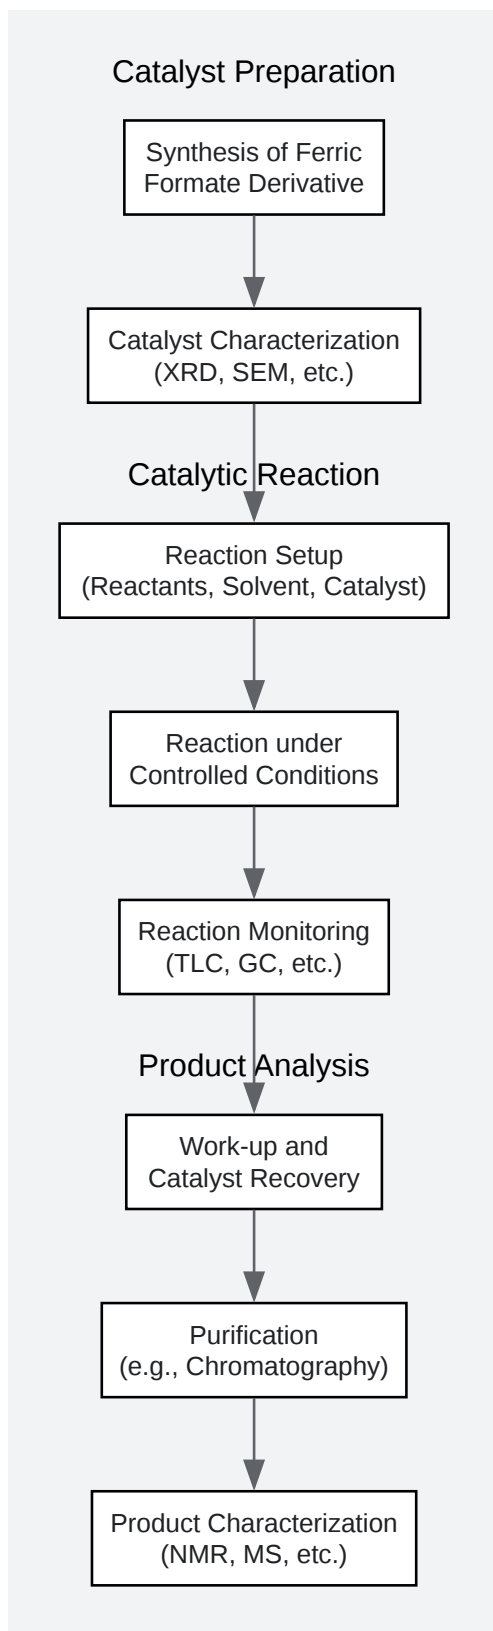 Catalyst Preparation
Synthesis of Ferric
Formate Derivative
Catalyst Characterization
(XRD, SEM, etc.)
Catalytic Reaction
Reaction Setup
(Reactants, Solvent, Catalyst)
Reaction under
Controlled Conditions
Reaction Monitoring
(TLC, GC, etc.)
Product Analysis
Work-up and
Catalyst Recovery
Purification
(e.g., Chromatography)
Product Characterization
(NMR, MS, etc.)